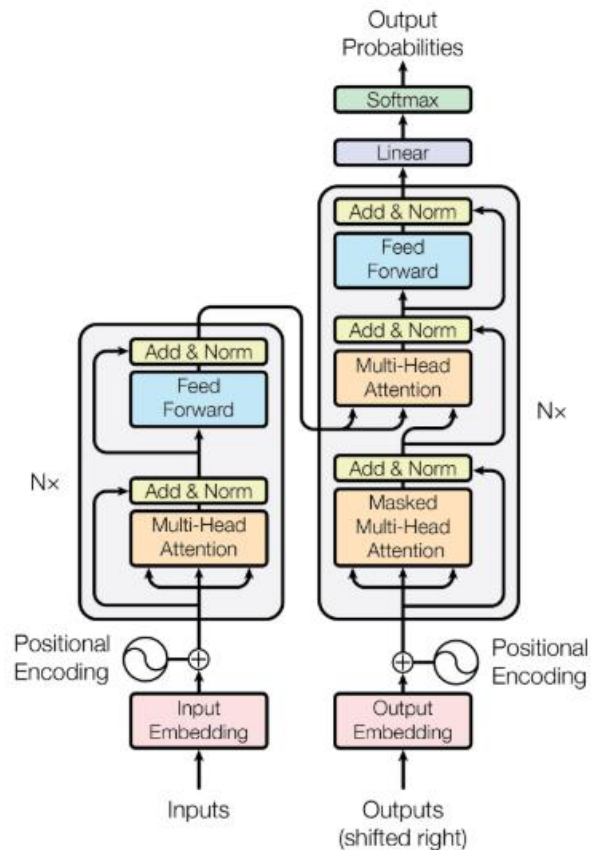 Output
Probabilities
Softmax
Linear
Add & Norm
Feed
Forward
Add & Norm
Multi-Head
Attention
Nx
Add & Norm
Masked
Multi-Head
Attention
Add & Norm
Feed
Forward
Nx
Add & Norm
Multi-Head
Attention
Positional
Encoding
Positional
Encoding
Input
Embedding
Output
Embedding
Inputs
Outputs
(shifted right)